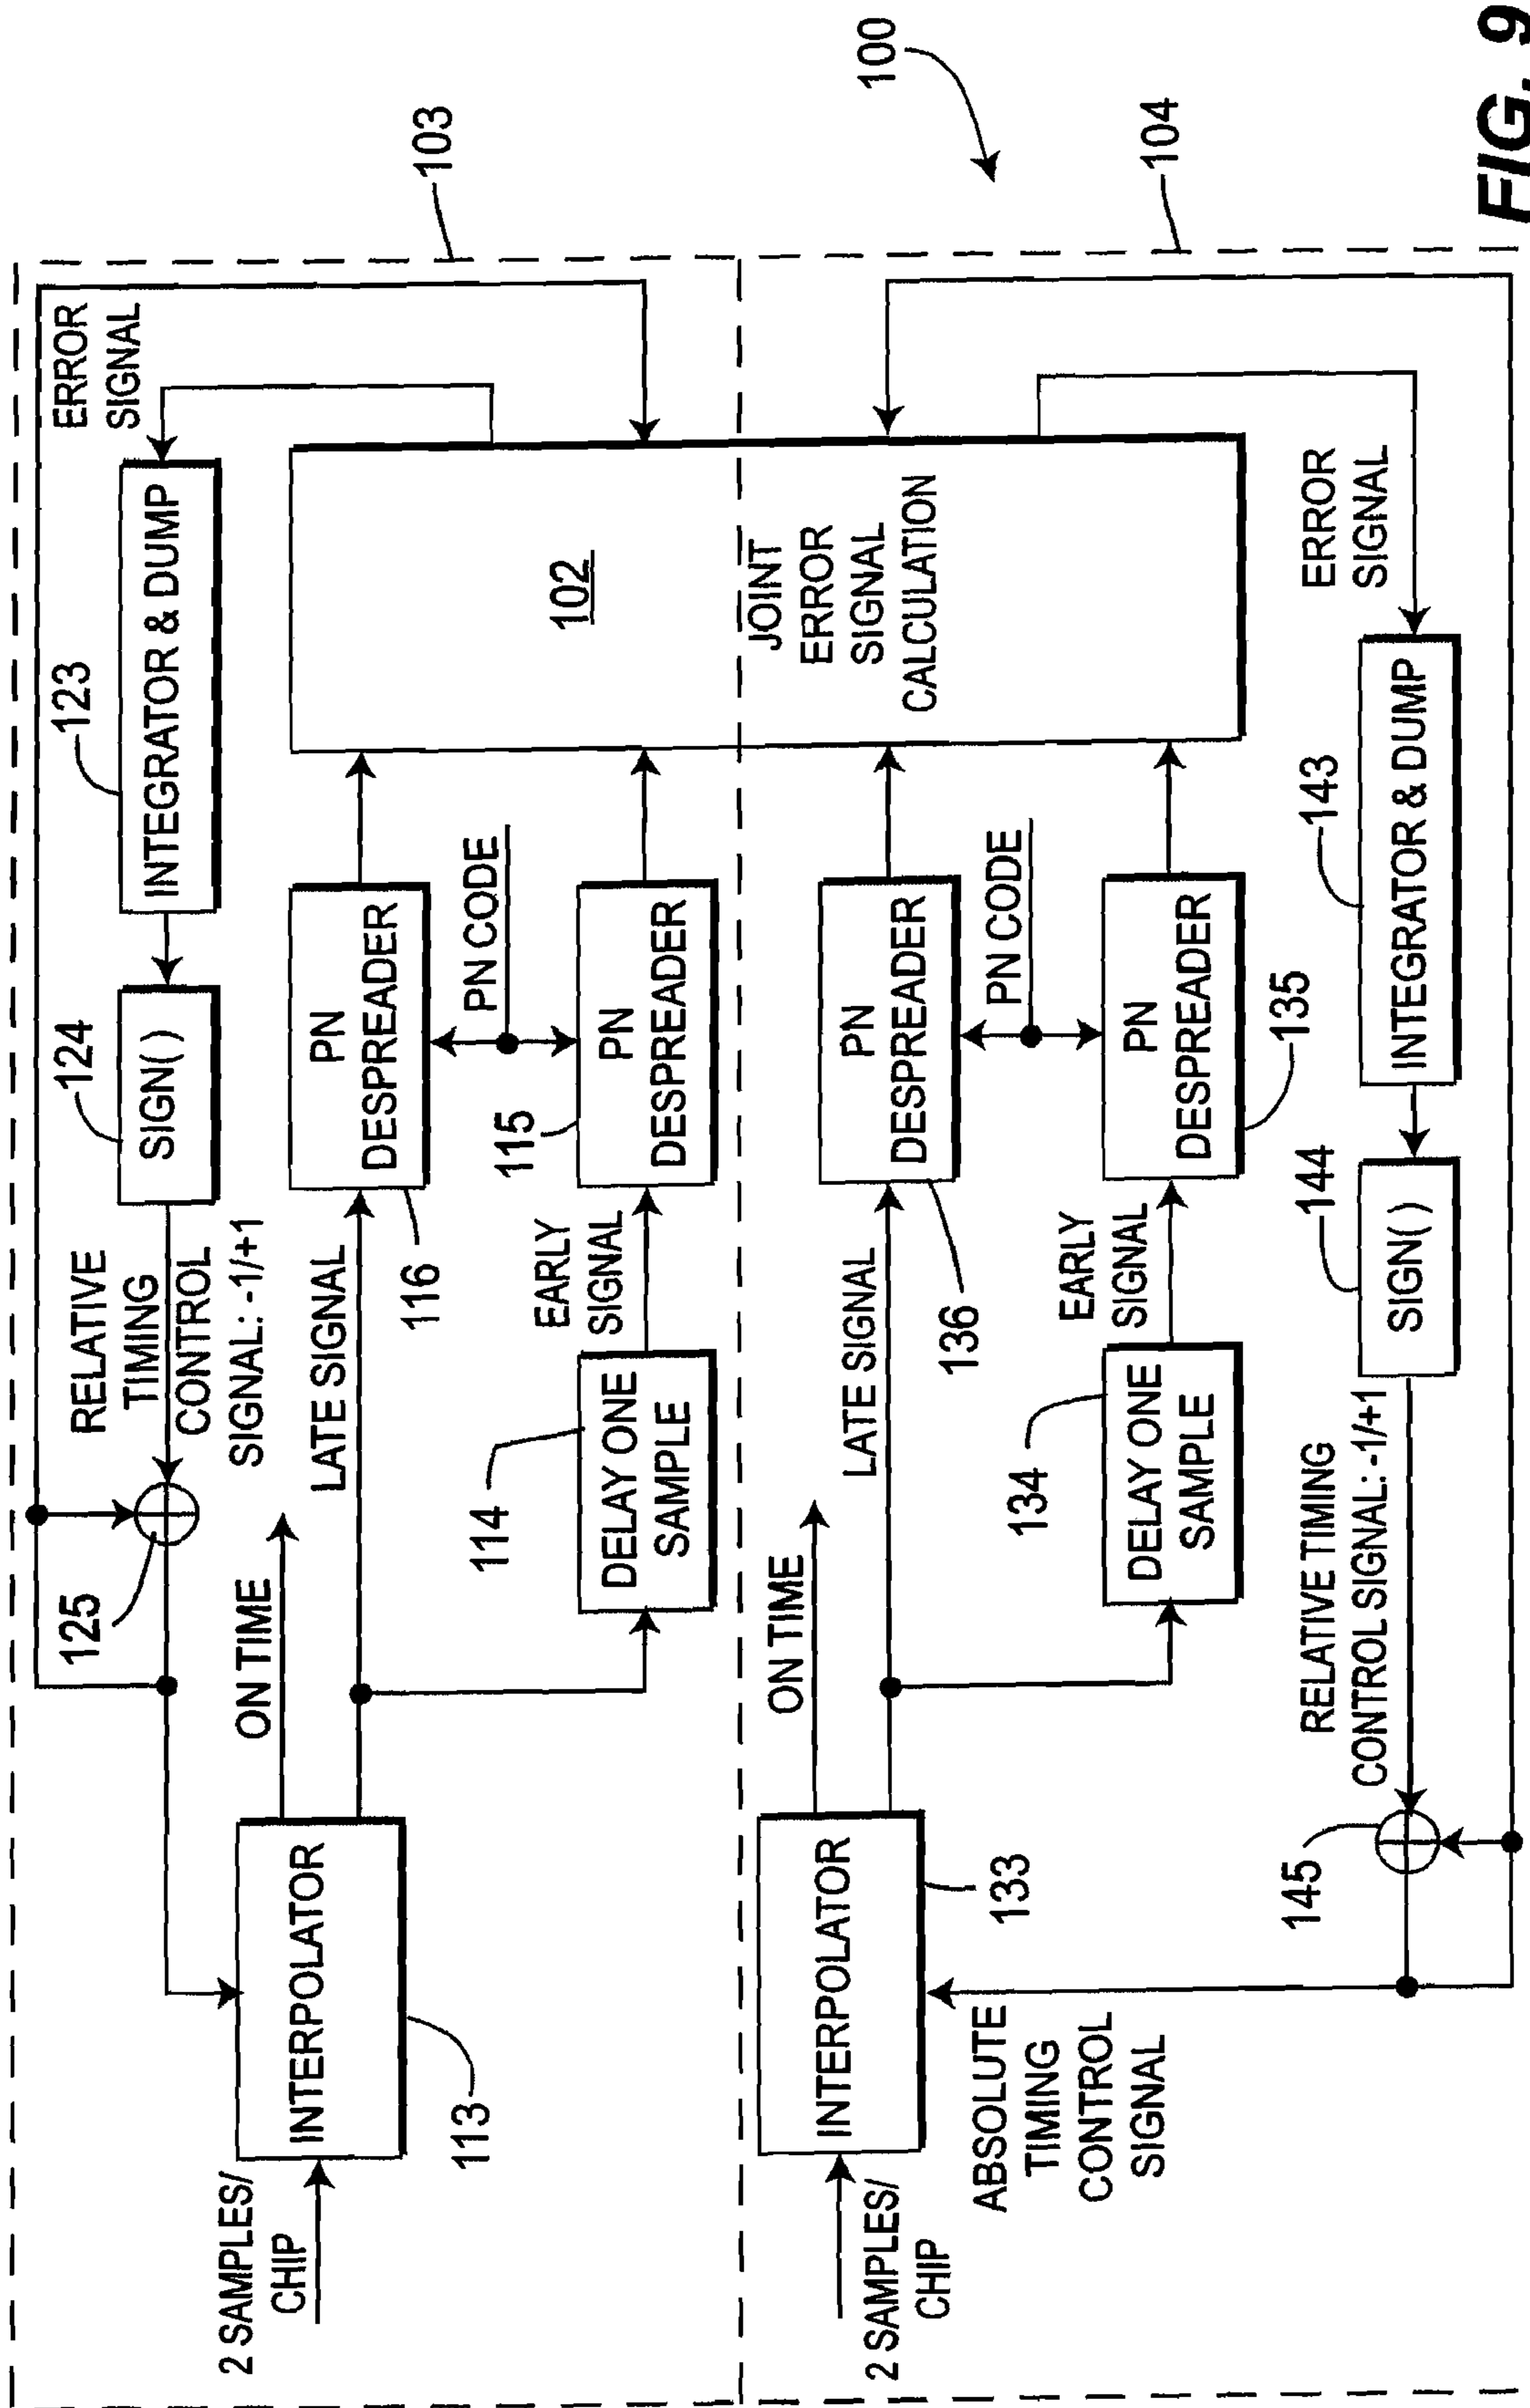 ERROR
SIGNAL
103
123
INTEGRATOR & DUMP
124
SIGN( )
RELATIVE
TIMING
CONTROL
SIGNAL: -1/+1
125
ON TIME
LATE SIGNAL
116
PN
DESPREADER
PN CODE
115
PN
DESPREADER
EARLY
SIGNAL
114
DELAY ONE
SAMPLE
INTERPOLATOR
113
2 SAMPLES/
CHIP
102
JOINT
ERROR
SIGNAL
CALCULATION
100
104
ON TIME
LATE SIGNAL
136
PN
DESPREADER
PN CODE
PN
DESPREADER
135
EARLY
SIGNAL
134
DELAY ONE
SAMPLE
INTERPOLATOR
133
2 SAMPLES/
CHIP
ABSOLUTE
TIMING
CONTROL
SIGNAL
145
RELATIVE TIMING
CONTROL SIGNAL: -1/+1
144
SIGN( )
143
INTEGRATOR & DUMP
ERROR
SIGNAL
FIG. 9